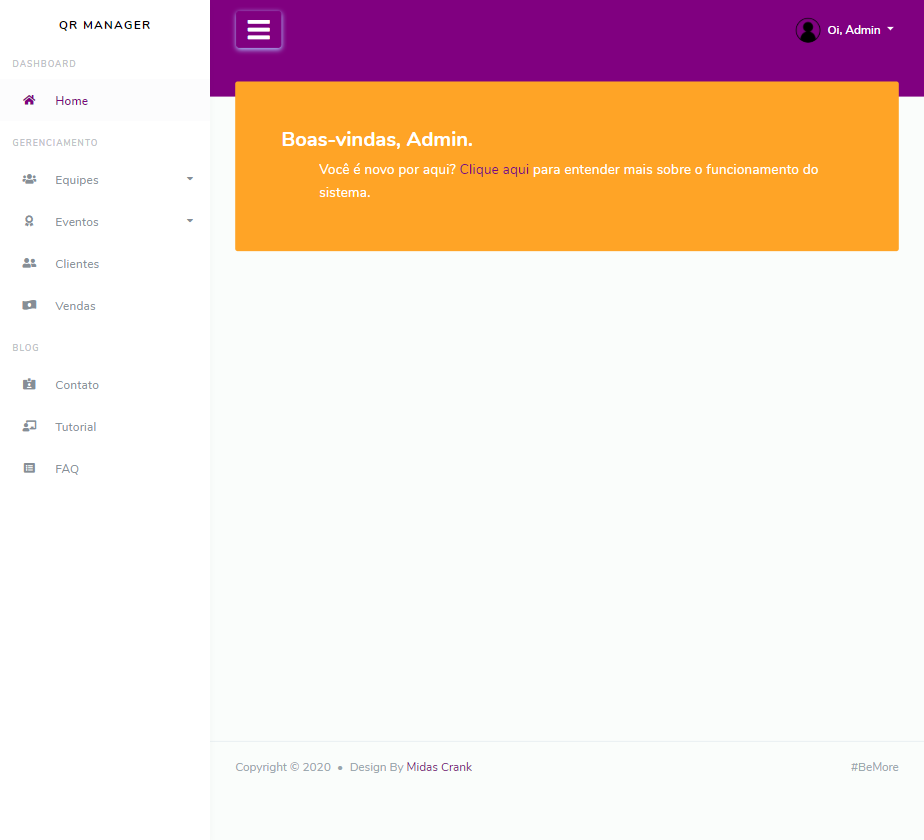 QR MANAGER
DASHBOARD
Home
GERENCIAMENTO
Equipes
Eventos
Clientes
Vendas
BLOG
Contato
Tutorial
FAQ
Oi, Admin
Boas-vindas, Admin.
Você é novo por aqui? Clique aqui para entender mais sobre o funcionamento do
sistema.
Copyright © 2020 • Design By Midas Crank
#BeMore